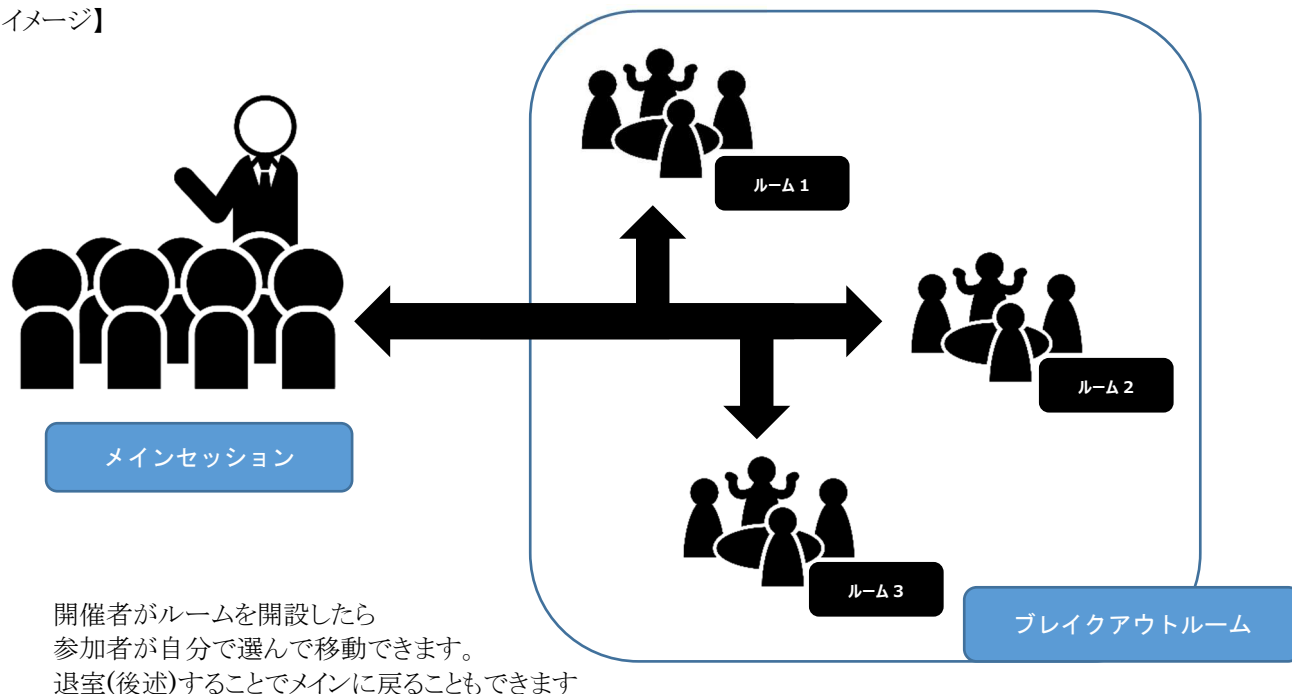 イメージ】
ルーム 1
ルーム 2
メインセッション
ルーム 3
ブレイクアウトルーム
開催者がルームを開設したら
参加者が自分で選んで移動できます。
退室(後述)することでメインに戻ることもできます